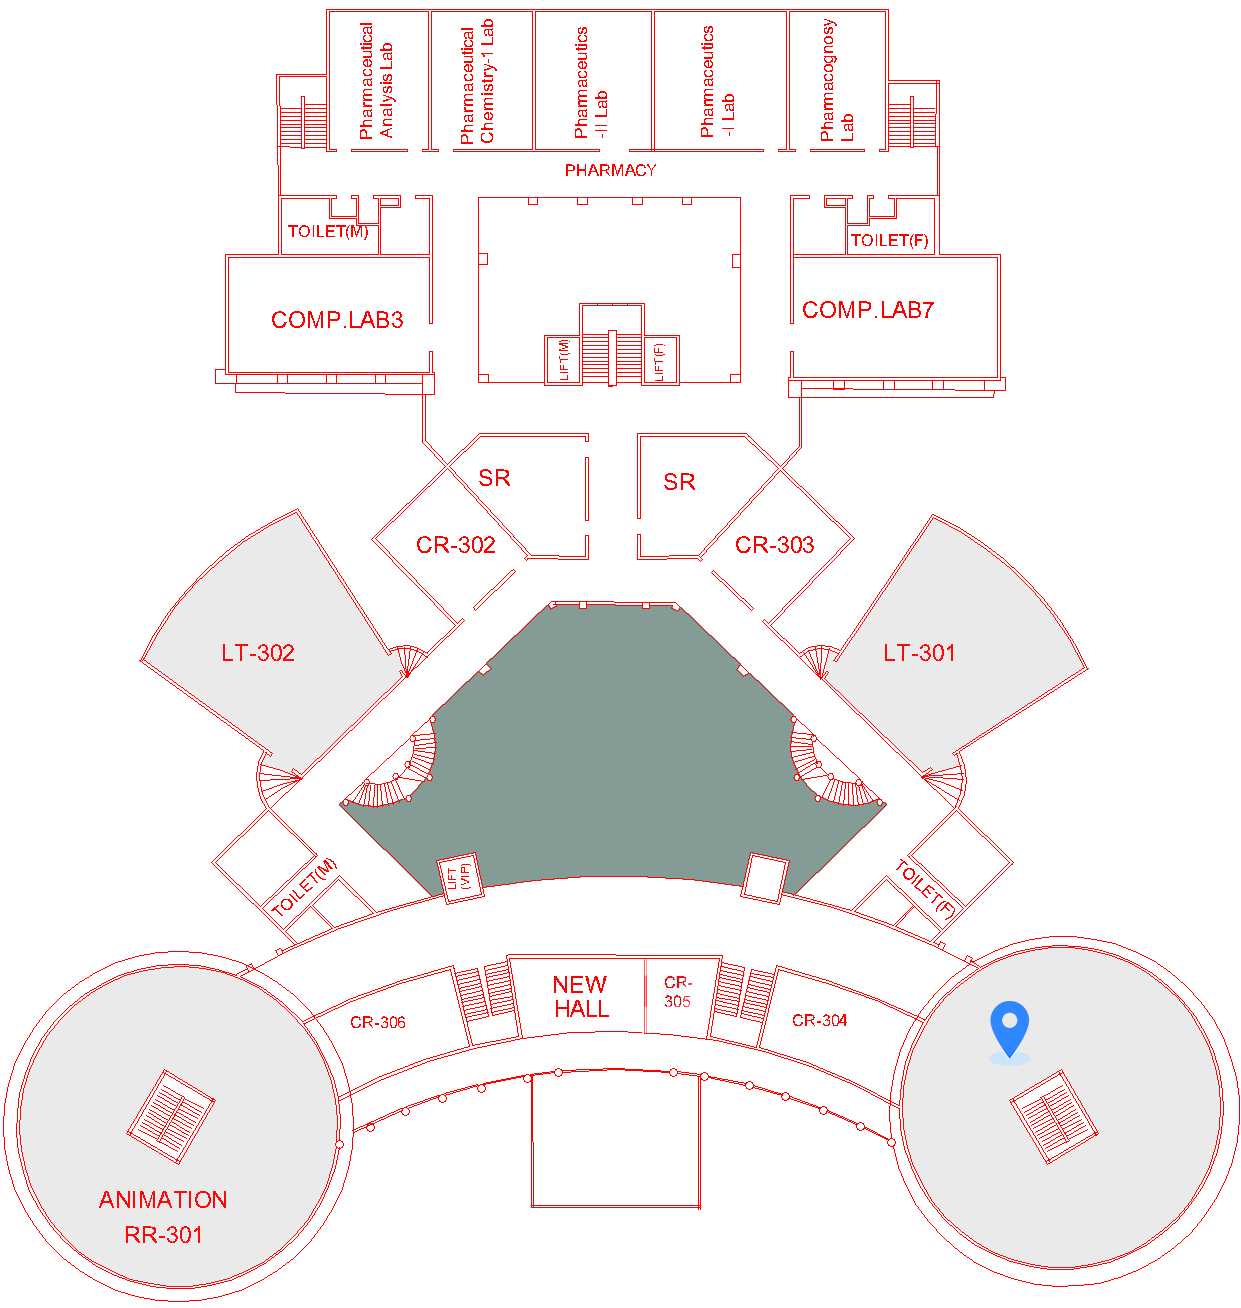 Pharmaceutical
Analysis Lab
Pharmaceutical
Chemistry-1 Lab
Pharmaceutics
-II Lab
Pharmaceutics
-I Lab
Pharmacognosy
Lab
PHARMACY
TOILET(M)
TOILET(F)
COMP.LAB3
COMP.LAB7
LIFT(M)
LIFT(F)
SR
SR
CR-302
CR-303
LT-302
LT-301
LIFT
(VIP)
TOILET(M)
TOILET(F)
NEW
HALL
CR-
305
CR-306
CR-304
ANIMATION
RR-301